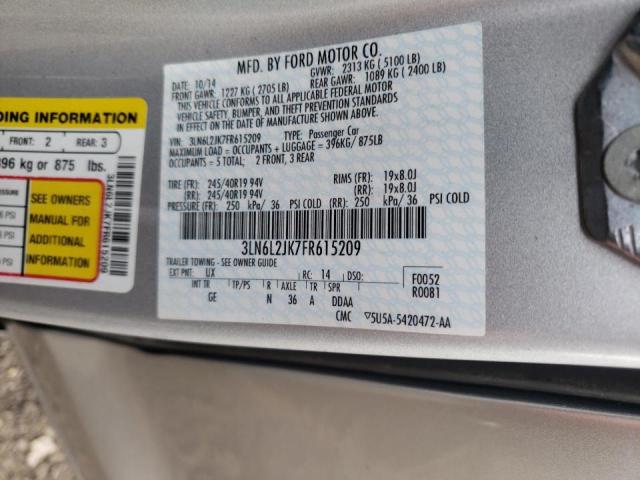 MFD. BY FORD MOTOR CO.
DATE: 10/14 GVWR: 2313 KG ( 5100 LB)
FRONT GAWR: 1227 KG ( 2705 LB) REAR GAWR: 1089 KG ( 2400 LB)
THIS VEHICLE CONFORMS TO ALL APPLICABLE FEDERAL MOTOR
VEHICLE SAFETY, BUMPER, AND THEFT PREVENTION STANDARDS
IN EFFECT ON THE DATE OF MANUFACTURE SHOWN ABOVE.
VIN: 3LN6L2JK7FR615209 TYPE: Passenger Car
MAXIMUM LOAD = OCCUPANTS + LUGGAGE = 396KG/ 875LB
OCCUPANTS = 5 TOTAL: 2 FRONT, 3 REAR
TIRE (FR): 245/40R19 94V RIMS (FR): 19x8.0J
(RR): 245/40R19 94V (RR): 19x8.0J
PRESSURE (FR): 250 kPa/ 36 PSI COLD (RR): 250 kPa/ 36 PSI COLD
3LN6L2JK7FR615209
TRAILER TOWING - SEE OWNER GUIDE
EXT PNT: UX RC: 14 DSO: F0052
R0081
INT TR TP/PS R AXLE TR SPR
GE N 36 A DDAA
CMC 5U5A-5420472-AA
DING INFORMATION
FRONT: 2 REAR: 3
396 kg or 875 lbs.
SEE OWNERS
MANUAL FOR
ADDITIONAL
INFORMATION
PSI
PSI
3LN6L2JK7FR615209